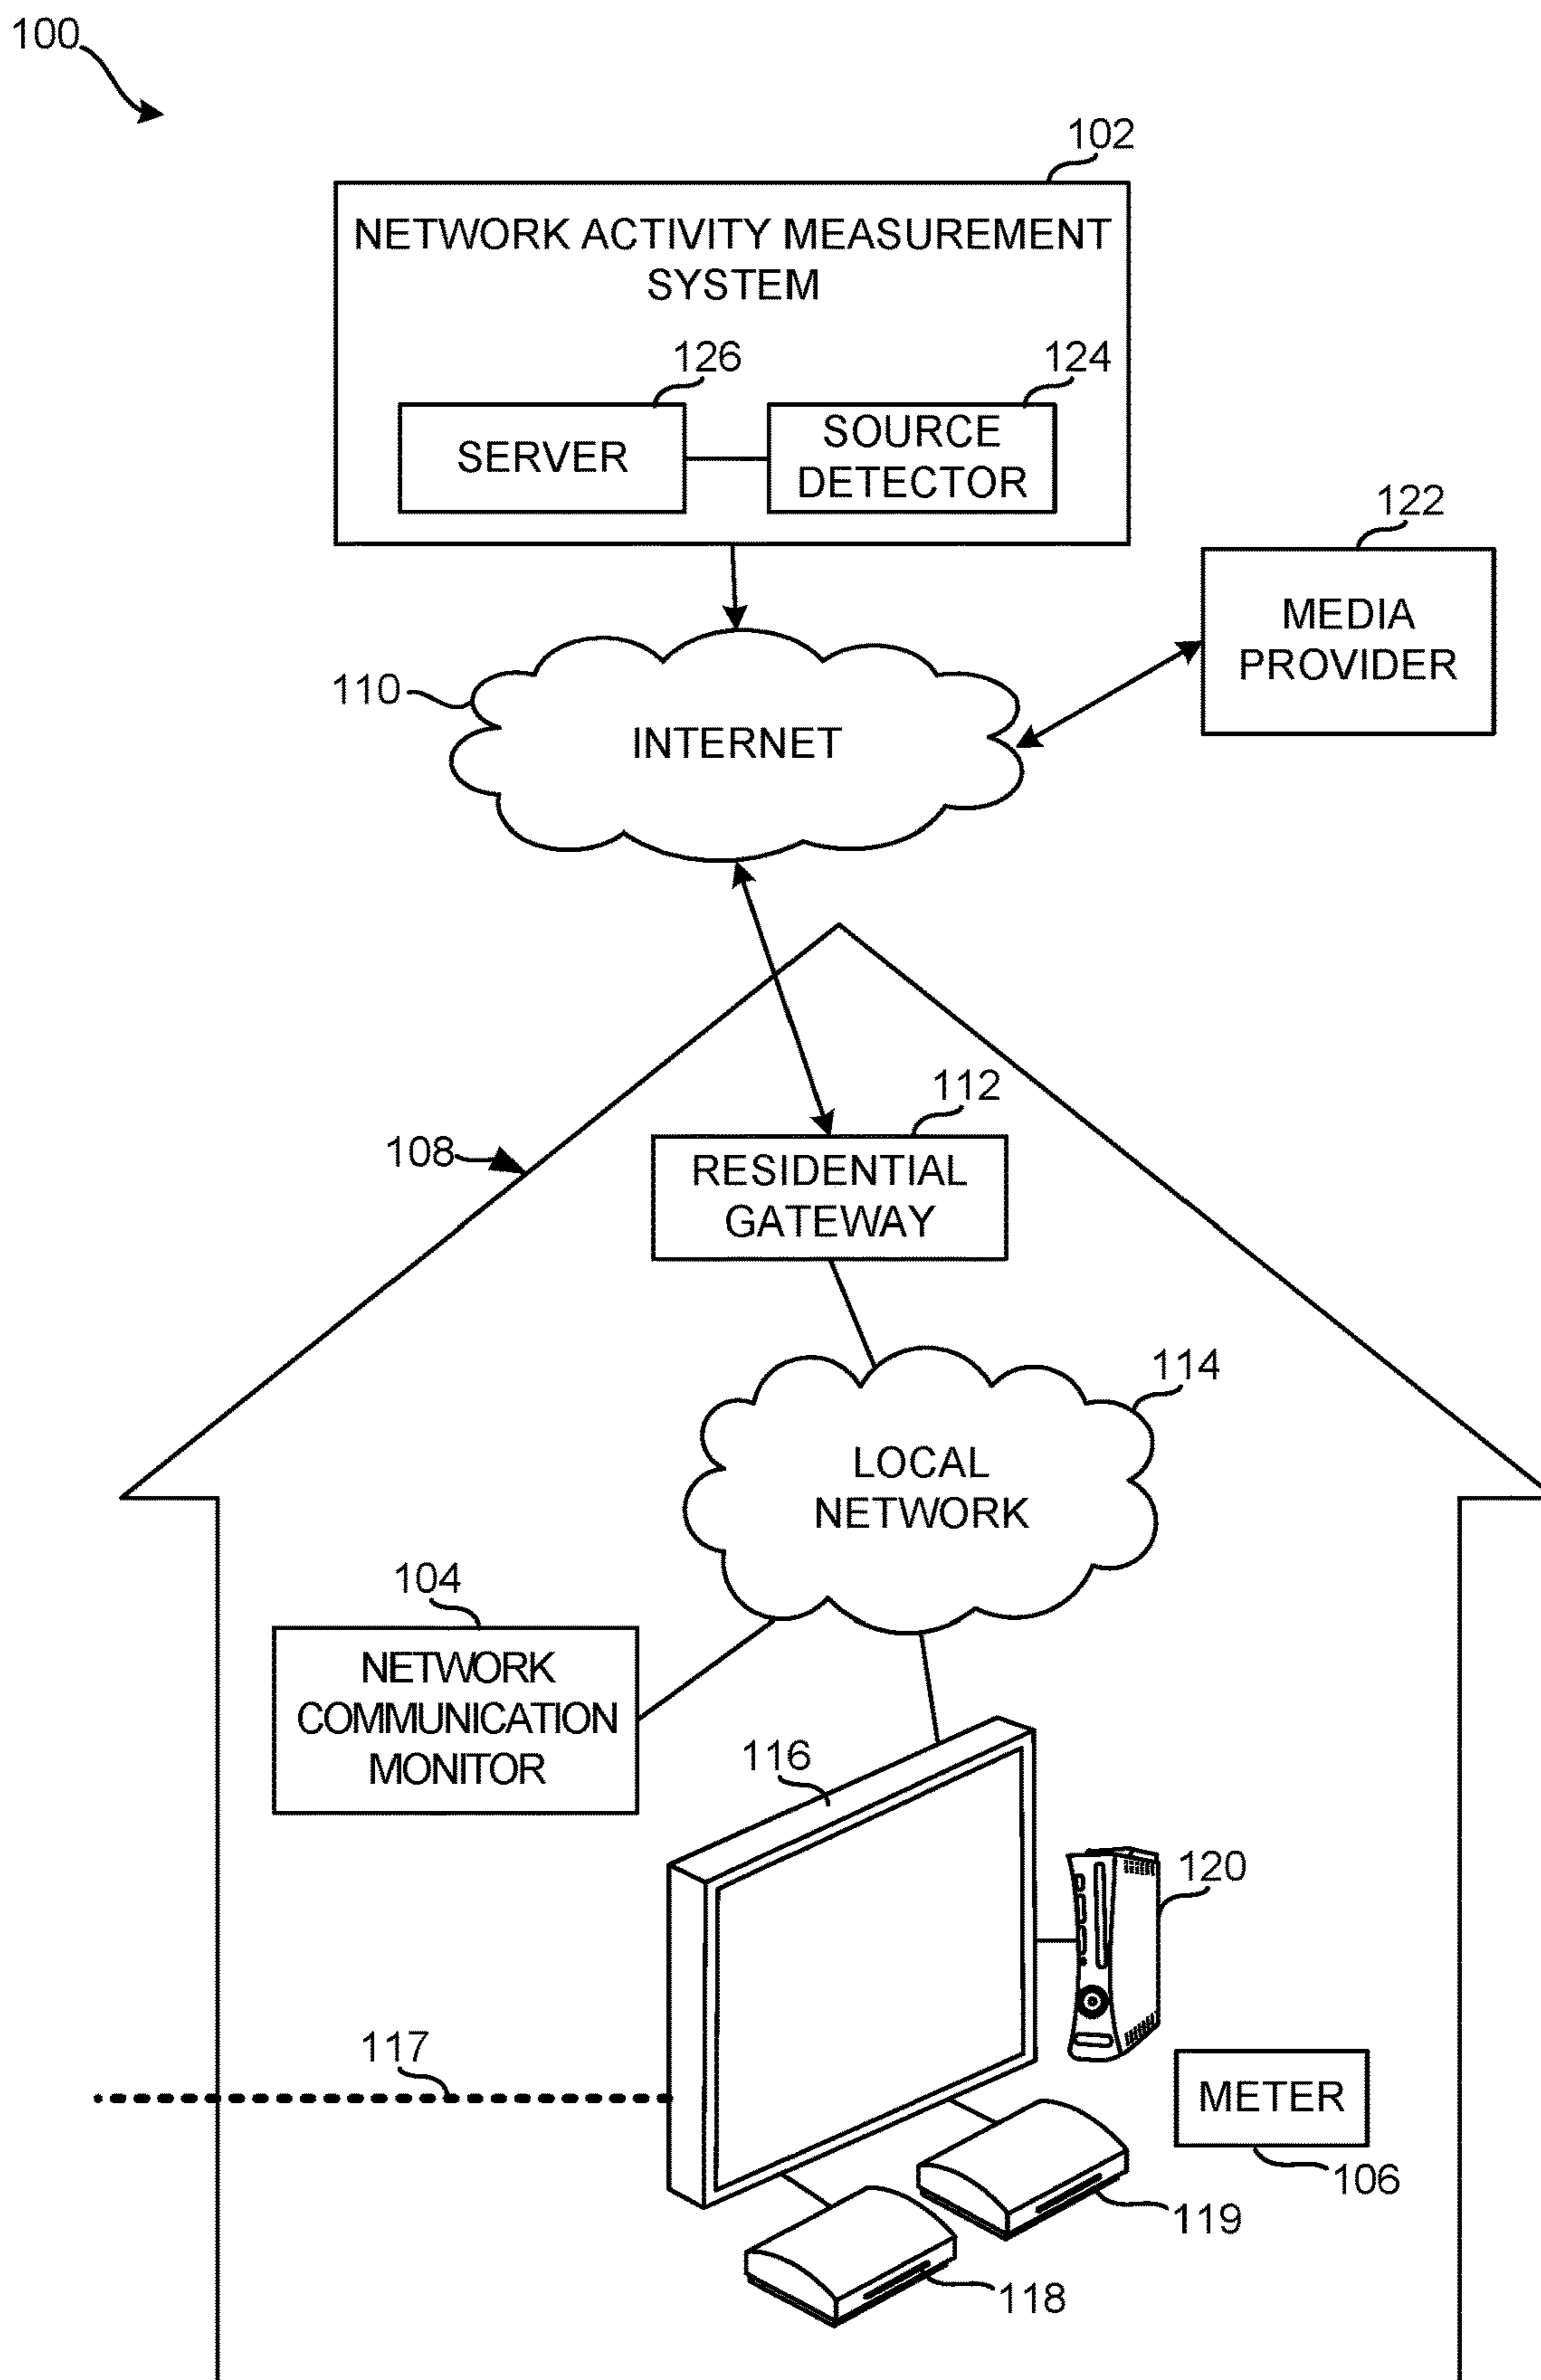 100
102
NETWORK ACTIVITY MEASUREMENT
SYSTEM
126
124
SERVER
SOURCE
DETECTOR
122
MEDIA
PROVIDER
110
INTERNET
112
108
RESIDENTIAL
GATEWAY
114
LOCAL
NETWORK
104
NETWORK
COMMUNICATION
MONITOR
116
120
117
METER
106
119
118